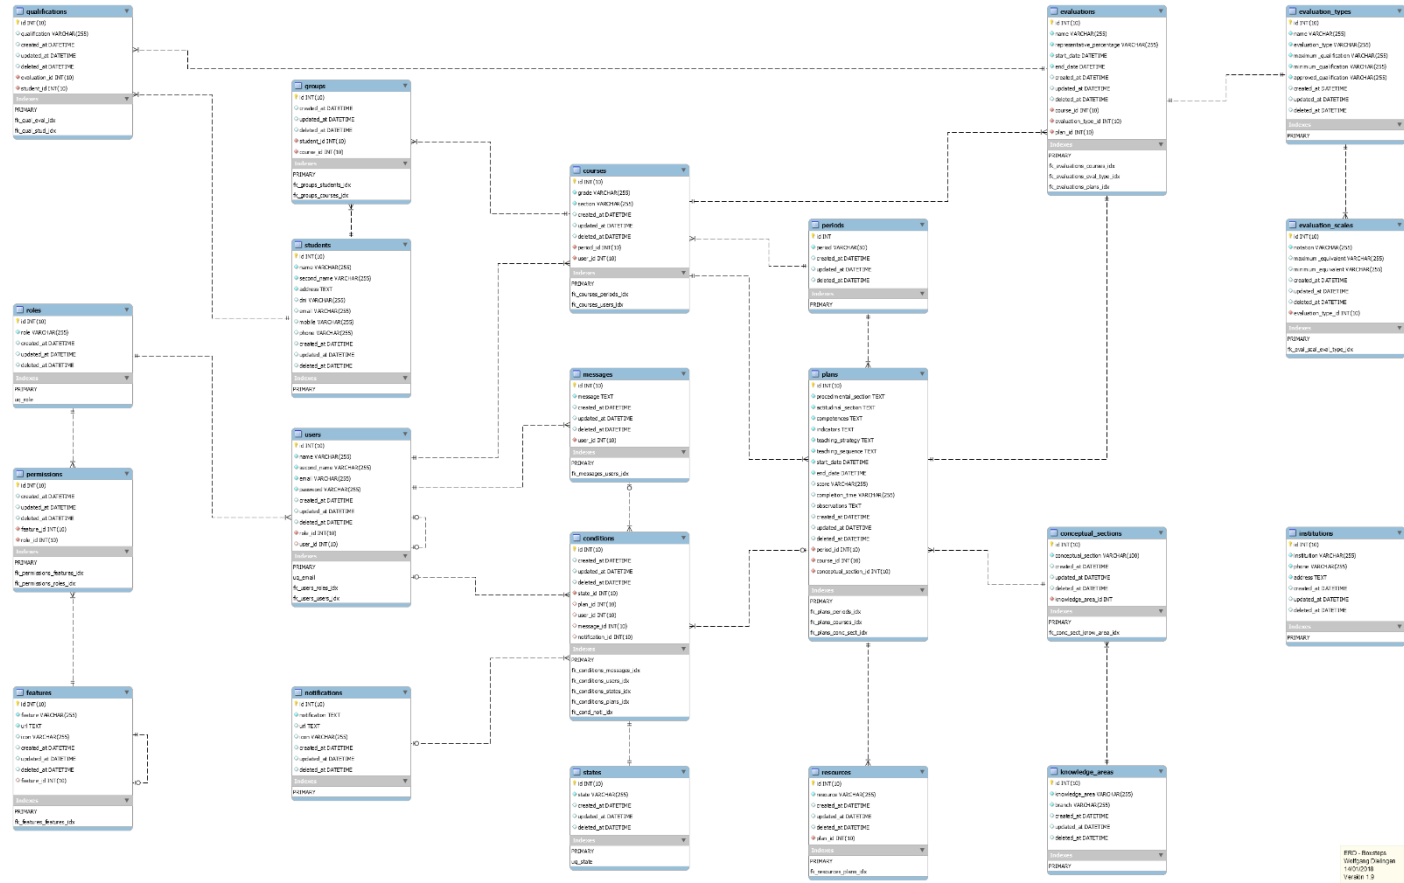 qualifications
id INT(10)
qualification VARCHAR(255)
created_at DATETIME
updated_at DATETIME
deleted_at DATETIME
evaluation_id INT(10)
student_id INT(10)
Indexes
PRIMARY
fk_qual_eval_idx
fk_qual_stud_idx
groups
id INT(10)
created_at DATETIME
updated_at DATETIME
deleted_at DATETIME
student_id INT(10)
course_id INT(10)
Indexes
PRIMARY
fk_groups_students_idx
fk_groups_courses_idx
students
id INT(10)
name VARCHAR(255)
second_name VARCHAR(255)
address TEXT
dni VARCHAR(255)
email VARCHAR(255)
mobile VARCHAR(255)
phone VARCHAR(255)
created_at DATETIME
updated_at DATETIME
deleted_at DATETIME
Indexes
PRIMARY
roles
id INT(10)
role VARCHAR(255)
created_at DATETIME
updated_at DATETIME
deleted_at DATETIME
Indexes
PRIMARY
uq_role
permissions
id INT(10)
created_at DATETIME
updated_at DATETIME
deleted_at DATETIME
feature_id INT(10)
role_id INT(10)
Indexes
PRIMARY
fk_permissions_features_idx
fk_permissions_roles_idx
features
id INT(10)
feature VARCHAR(255)
url TEXT
icon VARCHAR(255)
created_at DATETIME
updated_at DATETIME
deleted_at DATETIME
feature_id INT(10)
Indexes
PRIMARY
fk_features_features_idx
users
id INT(10)
name VARCHAR(255)
second_name VARCHAR(255)
email VARCHAR(255)
password VARCHAR(255)
created_at DATETIME
updated_at DATETIME
deleted_at DATETIME
role_id INT(10)
user_id INT(10)
Indexes
PRIMARY
uq_email
fk_users_roles_idx
fk_users_users_idx
notifications
id INT(10)
notification TEXT
url TEXT
icon VARCHAR(255)
created_at DATETIME
updated_at DATETIME
deleted_at DATETIME
Indexes
PRIMARY
courses
id INT(10)
grade VARCHAR(255)
section VARCHAR(255)
created_at DATETIME
updated_at DATETIME
deleted_at DATETIME
period_id INT(10)
user_id INT(10)
Indexes
PRIMARY
fk_courses_periods_idx
fk_courses_users_idx
messages
id INT(10)
message TEXT
created_at DATETIME
updated_at DATETIME
deleted_at DATETIME
user_id INT(10)
Indexes
PRIMARY
fk_messages_users_idx
conditions
id INT(10)
created_at DATETIME
updated_at DATETIME
deleted_at DATETIME
state_id INT(10)
plan_id INT(10)
user_id INT(10)
message_id INT(10)
notification_id INT(10)
Indexes
PRIMARY
fk_conditions_messages_idx
fk_conditions_users_idx
fk_conditions_states_idx
fk_conditions_plans_idx
fk_cond_noti_idx
states
id INT(10)
state VARCHAR(255)
created_at DATETIME
updated_at DATETIME
deleted_at DATETIME
Indexes
PRIMARY
uq_state
periods
id INT
period VARCHAR(50)
created_at DATETIME
updated_at DATETIME
deleted_at DATETIME
Indexes
PRIMARY
plans
id INT(10)
procedimental_section TEXT
actitudinal_section TEXT
competences TEXT
indicators TEXT
teaching_strategy TEXT
teaching_sequence TEXT
start_date DATETIME
end_date DATETIME
score VARCHAR(255)
completion_time VARCHAR(255)
observations TEXT
created_at DATETIME
updated_at DATETIME
deleted_at DATETIME
period_id INT(10)
course_id INT(10)
conceptual_section_id INT(10)
Indexes
PRIMARY
fk_plans_periods_idx
fk_plans_courses_idx
fk_plans_conc_sect_idx
resources
id INT(10)
resource VARCHAR(255)
created_at DATETIME
updated_at DATETIME
deleted_at DATETIME
plan_id INT(10)
Indexes
PRIMARY
fk_resources_plans_idx
evaluations
id INT(10)
name VARCHAR(255)
representative_percentage VARCHAR(255)
start_date DATETIME
end_date DATETIME
created_at DATETIME
updated_at DATETIME
deleted_at DATETIME
course_id INT(10)
evaluation_type_id INT(10)
plan_id INT(10)
Indexes
PRIMARY
fk_evaluations_courses_idx
fk_evaluations_eval_type_idx
fk_evaluations_plans_idx
conceptual_sections
id INT(10)
conceptual_section VARCHAR(100)
created_at DATETIME
updated_at DATETIME
deleted_at DATETIME
knowledge_area_id INT
Indexes
PRIMARY
fk_conc_sect_know_area_idx
knowledge_areas
id INT(10)
knowledge_area VARCHAR(255)
branch VARCHAR(255)
created_at DATETIME
updated_at DATETIME
deleted_at DATETIME
Indexes
PRIMARY
evaluation_types
id INT(10)
name VARCHAR(255)
evaluation_type VARCHAR(255)
maximum_qualification VARCHAR(255)
minimum_qualification VARCHAR(255)
approved_qualification VARCHAR(255)
created_at DATETIME
updated_at DATETIME
deleted_at DATETIME
Indexes
PRIMARY
evaluation_scales
id INT(10)
notation VARCHAR(255)
maximum_equivalent VARCHAR(255)
minimum_equivalent VARCHAR(255)
created_at DATETIME
updated_at DATETIME
deleted_at DATETIME
evaluation_type_id INT(10)
Indexes
PRIMARY
fk_eval_scal_eval_type_idx
institutions
id INT(10)
institution VARCHAR(255)
phone VARCHAR(255)
address TEXT
created_at DATETIME
updated_at DATETIME
deleted_at DATETIME
Indexes
PRIMARY
ERD -
Wolfgang
14/01/2018
Versión 1.9